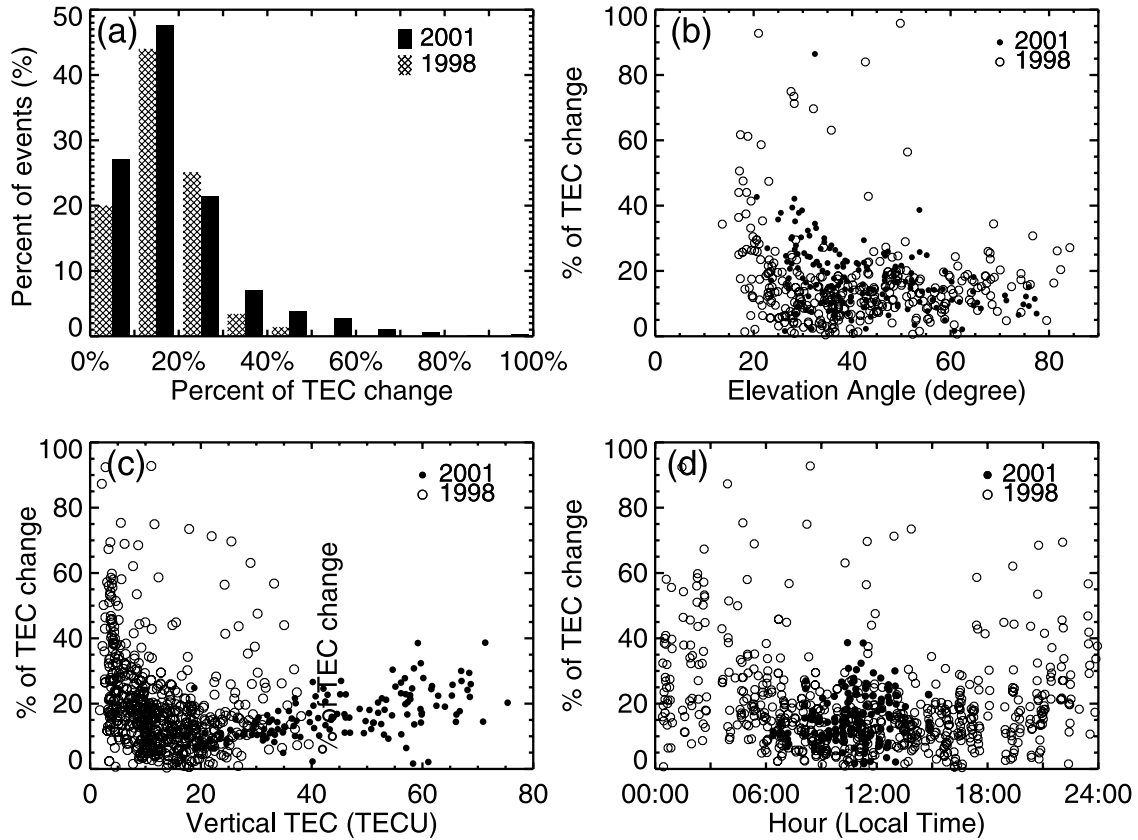 (a)
2001
1998
50
40
30
20
10
0
Percent of events (%)
0% 20% 40% 60% 80% 100%
Percent of TEC change
(b)
2001
1998
100
80
60
40
20
0
% of TEC change
0 20 40 60 80
Elevation Angle (degree)
(c)
2001
1998
100
80
60
40
20
0
% of TEC change
% of TEC change
0 20 40 60 80
Vertical TEC (TECU)
(d)
2001
1998
100
80
60
40
20
0
% of TEC change
00:00 06:00 12:00 18:00 24:00
Hour (Local Time)